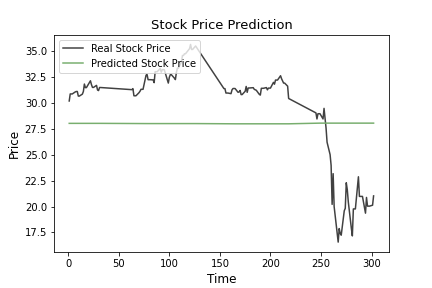 Stock Price Prediction
Real Stock Price
Predicted Stock Price
Price
35.0
32.5
30.0
27.5
25.0
22.5
20.0
17.5
0 50 100 150 200 250 300
Time